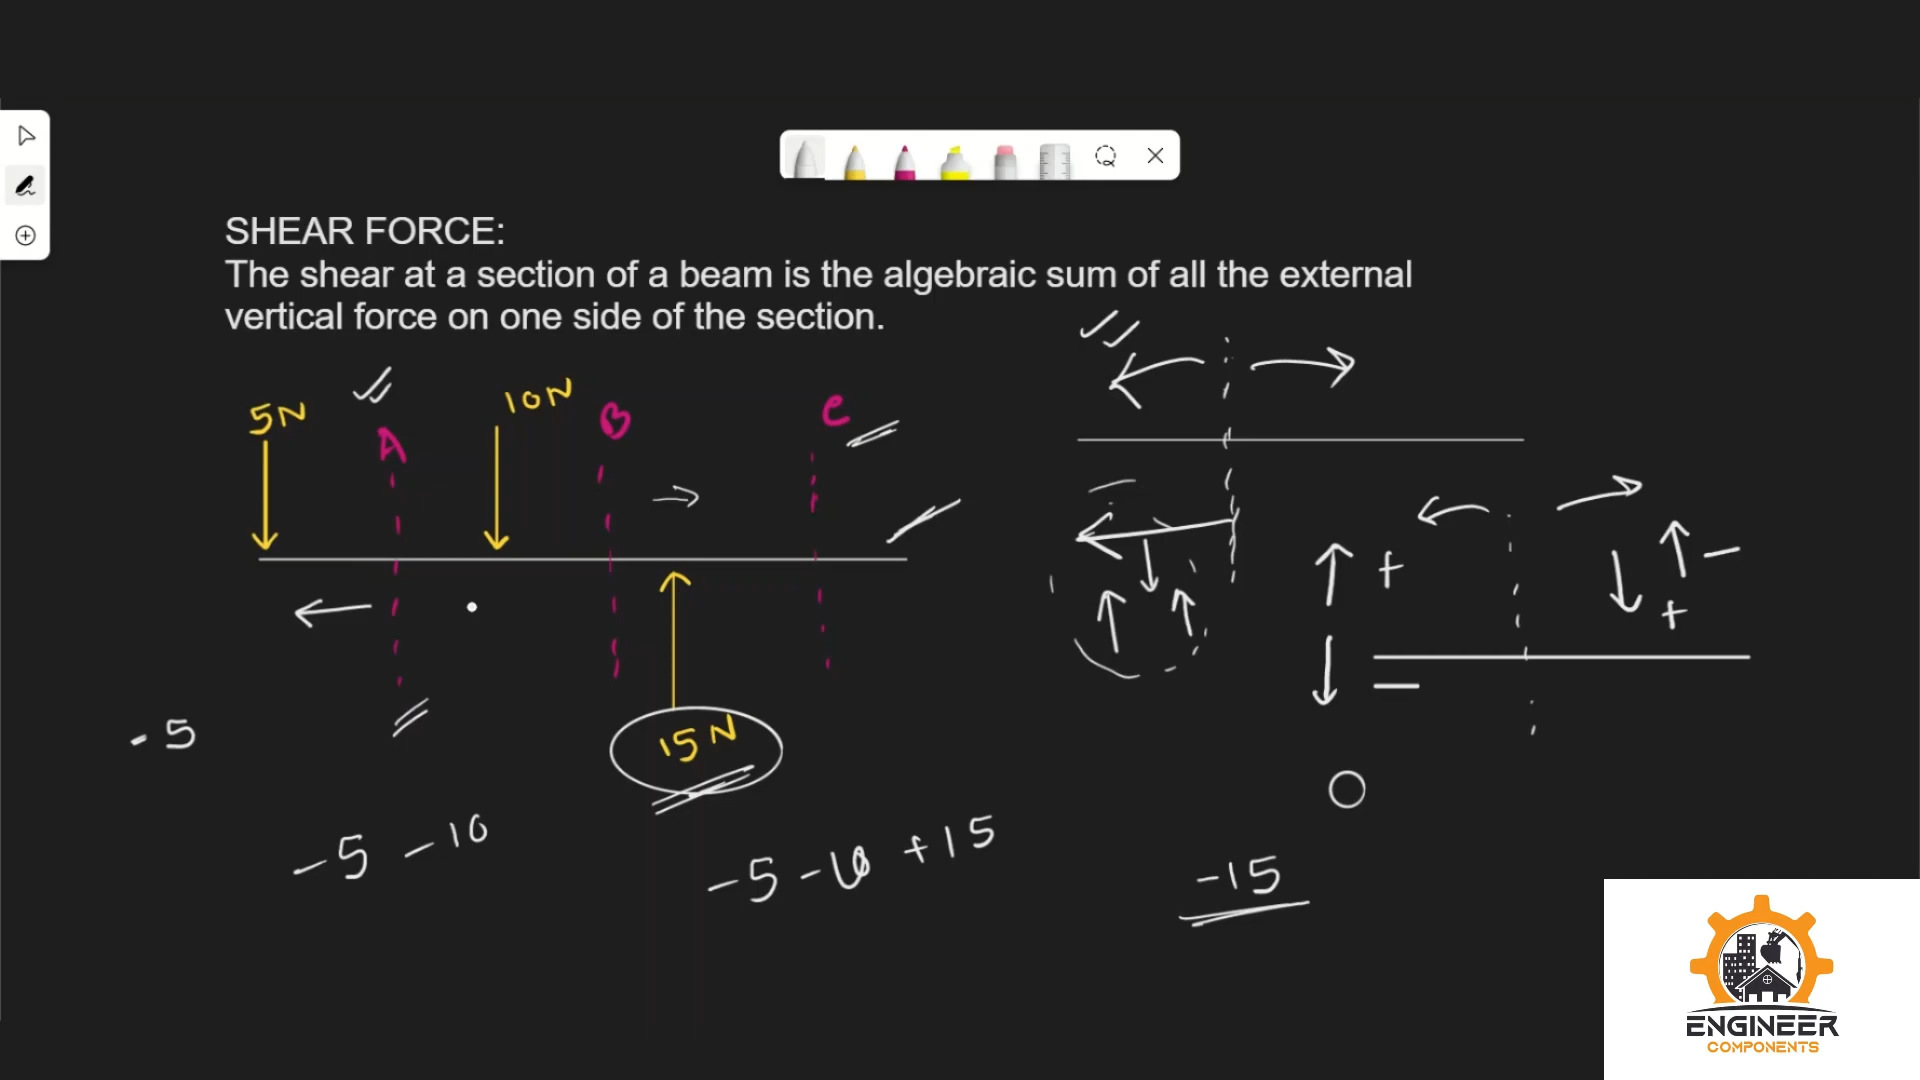 SHEAR FORCE:
The shear at a section of a beam is the algebraic sum of all the external
vertical force on one side of the section.
5N
A
10N
B
C
+
-
+
-
15N
- 5
-5 -10
-5 -10 +15
0
-15
ENGINEER
COMPONENTS